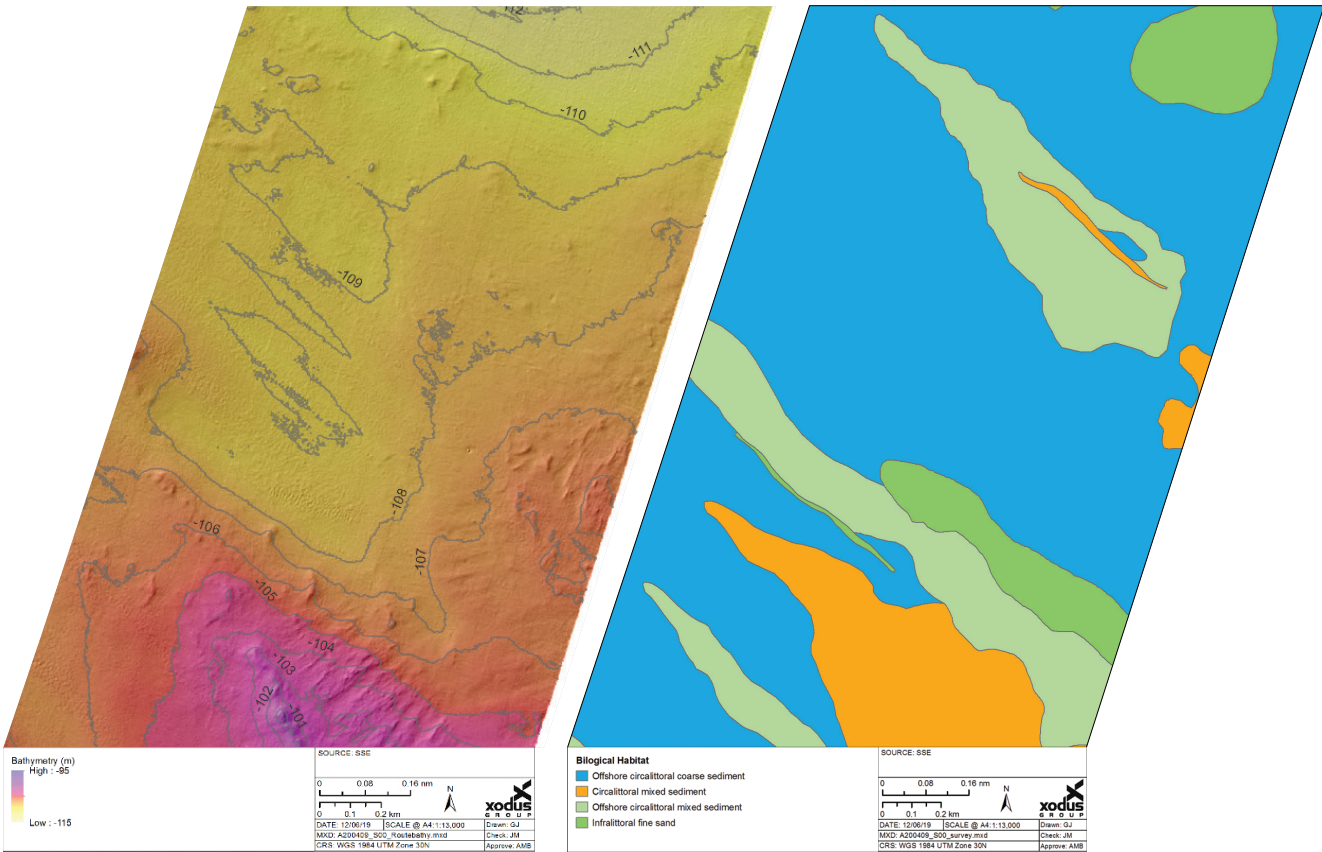 -112
-111
-110
-109
-108
-106
-107
-105
-104
-103
-102
-101
Bathymetry (m)
High : -95
Low : -115
SOURCE: SSE
0 0.08 0.16 nm
N
0 0.1 0.2 km
xodus
GROUP
DATE: 12/06/19 SCALE @ A4:1:13,000 Drawn: GJ
MXD: A200409_S00_Routebathy.mxd Check: JM
CRS: WGS 1984 UTM Zone 30N Approve: AMB
Bilogical Habitat
Offshore circalittoral coarse sediment
Circalittoral mixed sediment
Offshore circalittoral mixed sediment
Infralittoral fine sand
SOURCE: SSE
0 0.08 0.16 nm
N
0 0.1 0.2 km
xodus
GROUP
DATE: 12/06/19 SCALE @ A4:1:13,000 Drawn: GJ
MXD: A200409_S00_survey.mxd Check: JM
CRS: WGS 1984 UTM Zone 30N Approve: AMB